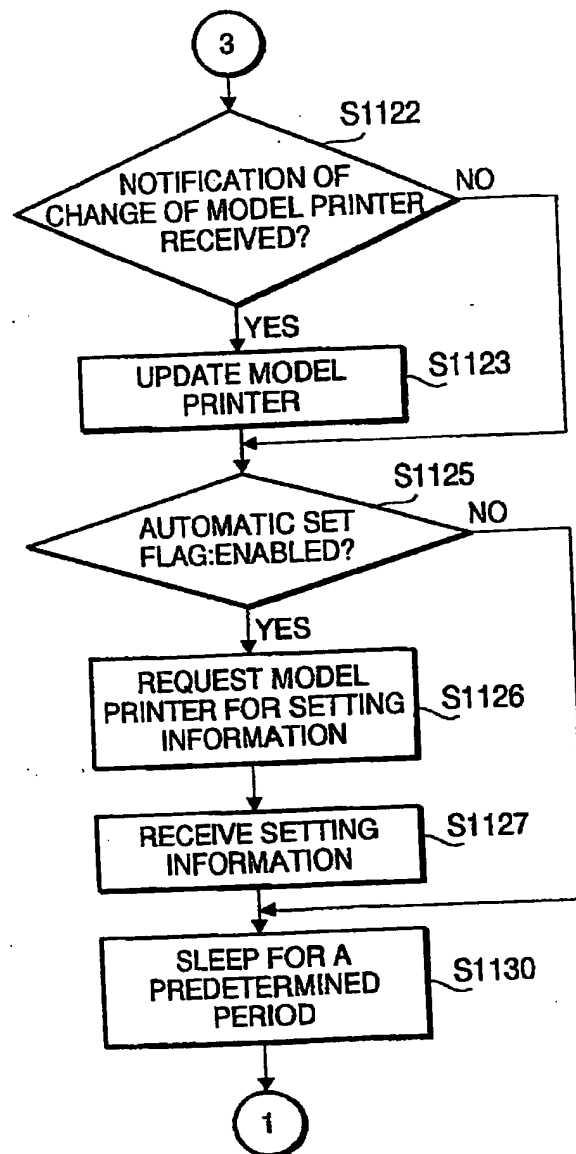 3
S1122
NOTIFICATION OF
CHANGE OF MODEL PRINTER
RECEIVED?
NO
YES
UPDATE MODEL
PRINTER
S1123
S1125
AUTOMATIC SET
FLAG:ENABLED?
NO
YES
REQUEST MODEL
PRINTER FOR SETTING
INFORMATION
S1126
RECEIVE SETTING
INFORMATION
S1127
SLEEP FOR A
PREDETERMINED
PERIOD
S1130
1